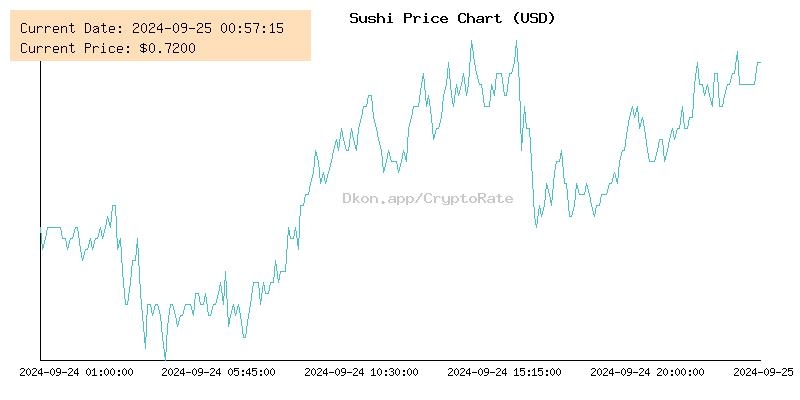 Sushi Price Chart (USD)
Current Date: 2024-09-25 00:57:15
Current Price: $0.7200
Dkon.app/CryptoRate
2024-09-24 01:00:00 2024-09-24 05:45:00 2024-09-24 10:30:00 2024-09-24 15:15:00 2024-09-24 20:00:00 2024-09-25